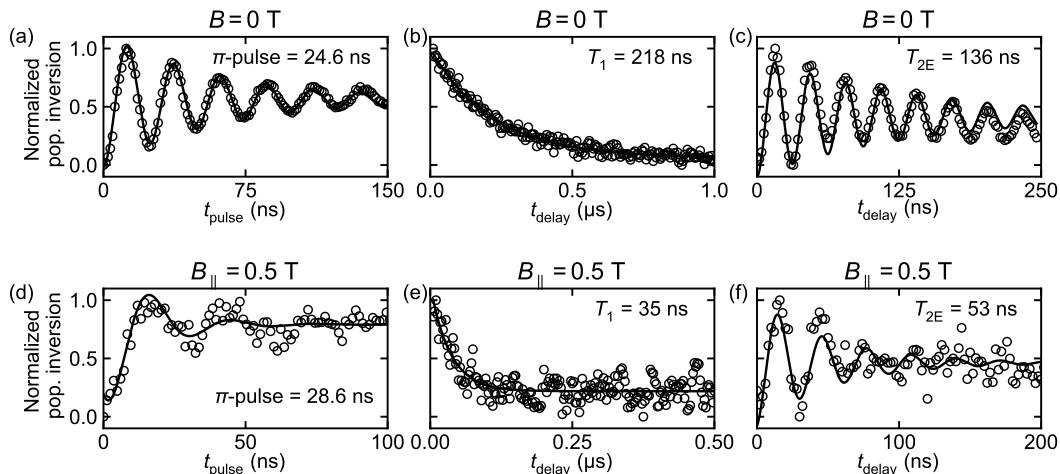 B = 0 T
B = 0 T
B = 0 T
(a)
π-pulse = 24.6 ns
(b)
T1 = 218 ns
(c)
T2E = 136 ns
Normalized
pop. inversion
1.0
0.5
0.0
0 75 150
0.0 0.5 1.0
0 125 250
tpulse (ns)
tdelay (µs)
tdelay (ns)
B|| = 0.5 T
B|| = 0.5 T
B|| = 0.5 T
(d)
π-pulse = 28.6 ns
(e)
T1 = 35 ns
(f)
T2E = 53 ns
Normalized
pop. inversion
1.0
0.5
0.0
0 50 100
0.00 0.25 0.50
0 100 200
tpulse (ns)
tdelay (µs)
tdelay (ns)